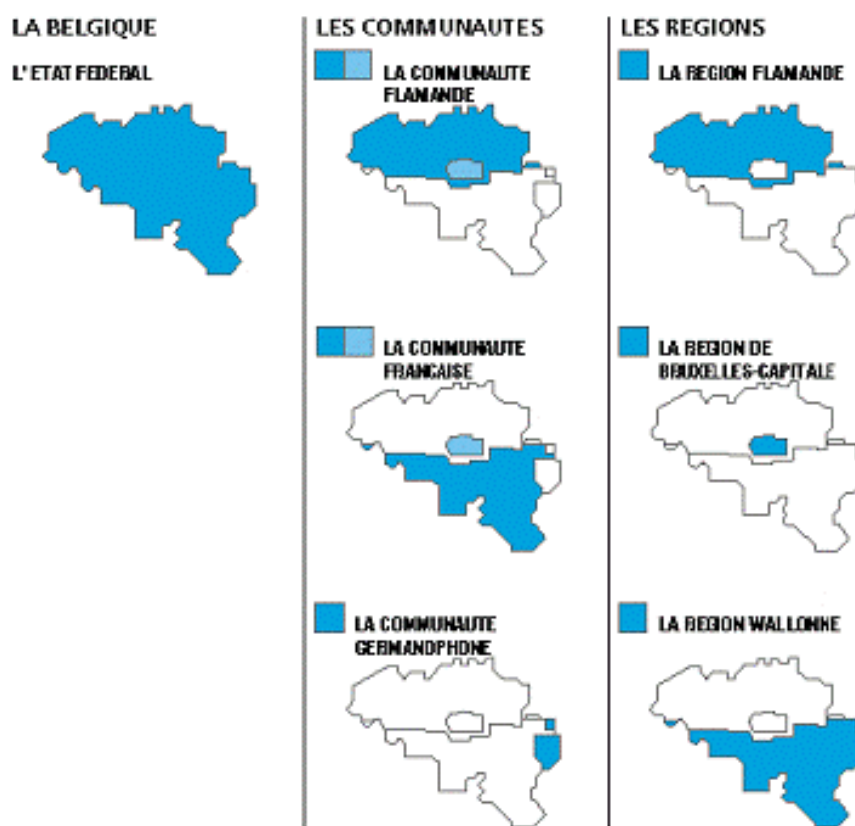 LA BELGIQUE
L'ETAT FEDERAL
LES COMMUNAUTES
LA COMMUNAUTE
FLAMANDE
LA COMMUNAUTE
FRANCAISE
LA COMMUNAUTE
GERMANOPHONE
LES REGIONS
LA REGION FLAMANDE
LA REGION DE
BRUXELLES-CAPITALE
LA REGION WALLONNE